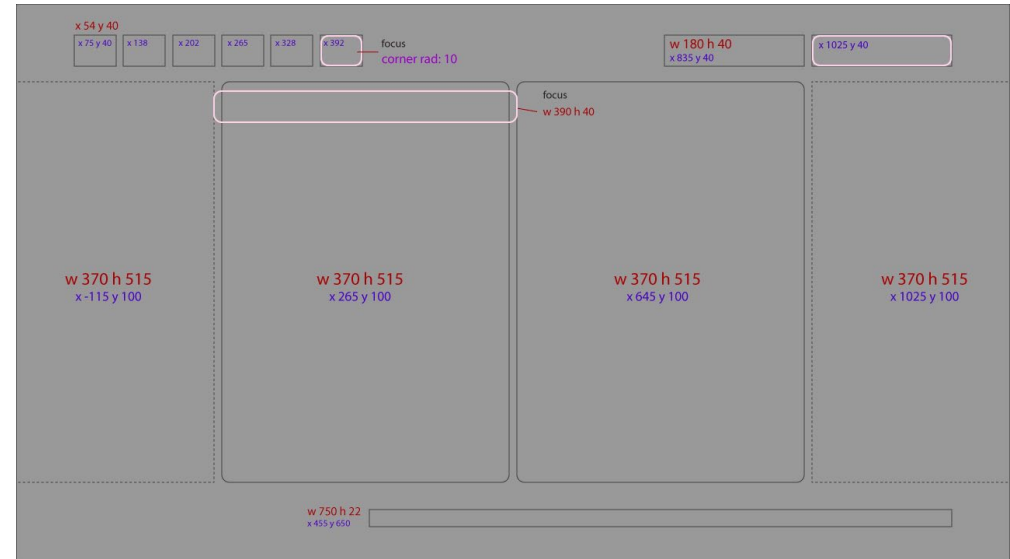 x 54 y 40
x 75 y 40
x 138
x 202
x 265
x 328
x 392
focus
corner rad: 10
w 180 h 40
x 835 y 40
x 1025 y 40
focus
w 390 h 40
w 370 h 515
x -115 y 100
w 370 h 515
x 265 y 100
w 370 h 515
x 645 y 100
w 370 h 515
x 1025 y 100
w 750 h 22
x 455 y 650